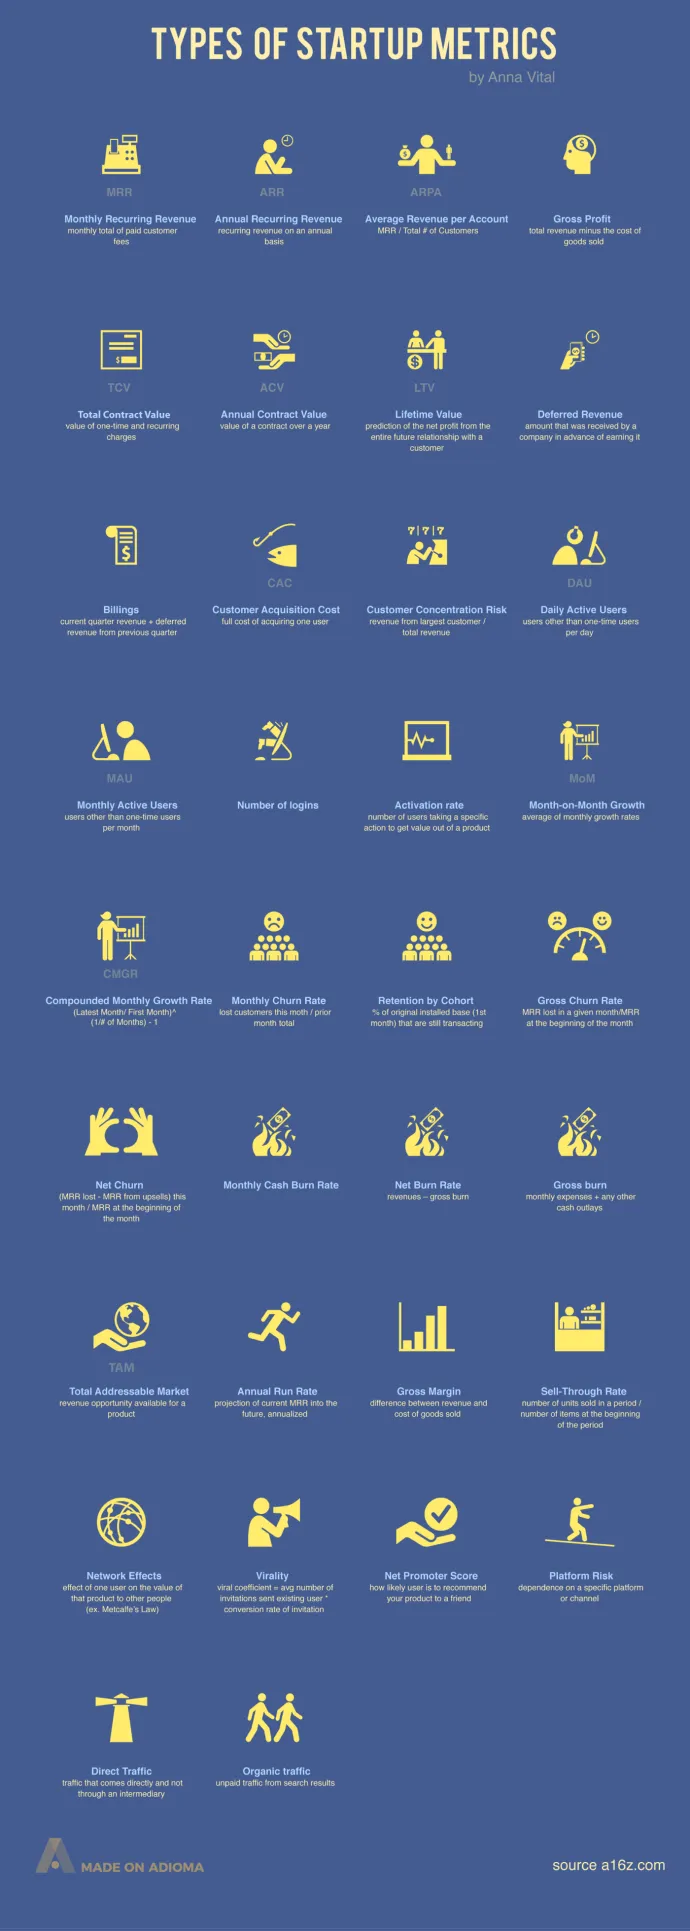 TYPES OF STARTUP METRICS
by Anna Vital
MRR
Monthly Recurring Revenue
monthly total of paid customer
fees
ARR
Annual Recurring Revenue
recurring revenue on an annual
basis
ARPA
Average Revenue per Account
MRR / Total # of Customers
$
Gross Profit
total revenue minus the cost of
goods sold
$
TCV
Total Contract Value
value of one-time and recurring
charges
ACV
Annual Contract Value
value of a contract over a year
$
LTV
Lifetime Value
prediction of the net profit from the
entire future relationship with a
customer
Deferred Revenue
amount that was received by a
company in advance of earning it
$
Billings
current quarter revenue + deferred
revenue from previous quarter
CAC
Customer Acquisition Cost
full cost of acquiring one user
7|7|7
Customer Concentration Risk
revenue from largest customer /
total revenue
DAU
Daily Active Users
users other than one-time users
per day
MAU
Monthly Active Users
users other than one-time users
per month
Number of logins
Activation rate
number of users taking a specific
action to get value out of a product
MoM
Month-on-Month Growth
average of monthly growth rates
CMGR
Compounded Monthly Growth Rate
(Latest Month/ First Month)^
(1/# of Months) - 1
Monthly Churn Rate
lost customers this moth / prior
month total
Retention by Cohort
% of original installed base (1st
month) that are still transacting
Gross Churn Rate
MRR lost in a given month/MRR
at the beginning of the month
Net Churn
(MRR lost - MRR from upsells) this
month / MRR at the beginning of
the month
Monthly Cash Burn Rate
Net Burn Rate
revenues – gross burn
Gross burn
monthly expenses + any other
cash outlays
TAM
Total Addressable Market
revenue opportunity available for a
product
Annual Run Rate
projection of current MRR into the
future, annualized
Gross Margin
difference between revenue and
cost of goods sold
Sell-Through Rate
number of units sold in a period /
number of items at the beginning
of the period
Network Effects
effect of one user on the value of
that product to other people
(ex. Metcalfe's Law)
Virality
viral coefficient = avg number of
invitations sent existing user *
conversion rate of invitation
Net Promoter Score
how likely user is to recommend
your product to a friend
Platform Risk
dependence on a specific platform
or channel
Direct Traffic
traffic that comes directly and not
through an intermediary
Organic traffic
unpaid traffic from search results
MADE ON ADIOMA
source a16z.com